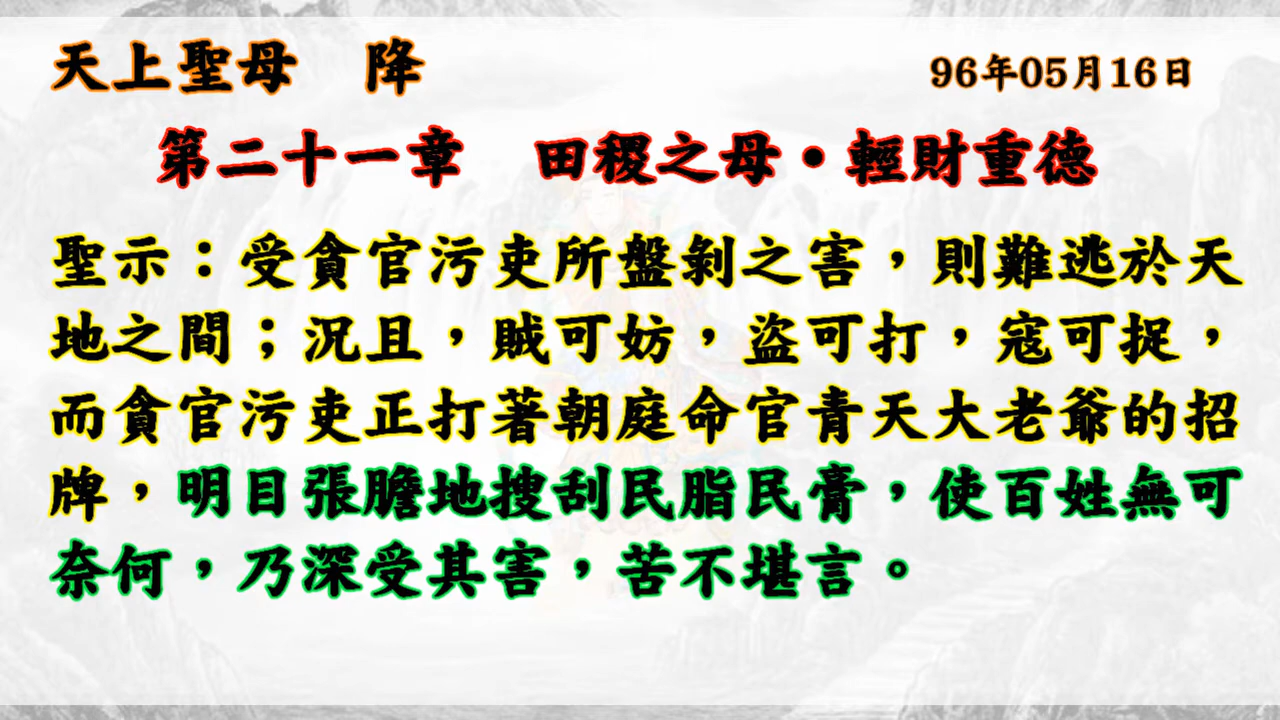 天上聖母　降
96年05月16日
第二十一章　田稷之母•輕財重德
聖示：受貪官污吏所盤剝之害，則難逃於天
地之間；況且，賊可妨，盜可打，寇可捉，
而貪官污吏正打著朝庭命官青天大老爺的招
牌，明目張膽地搜刮民脂民膏，使百姓無可
奈何，乃深受其害，苦不堪言。